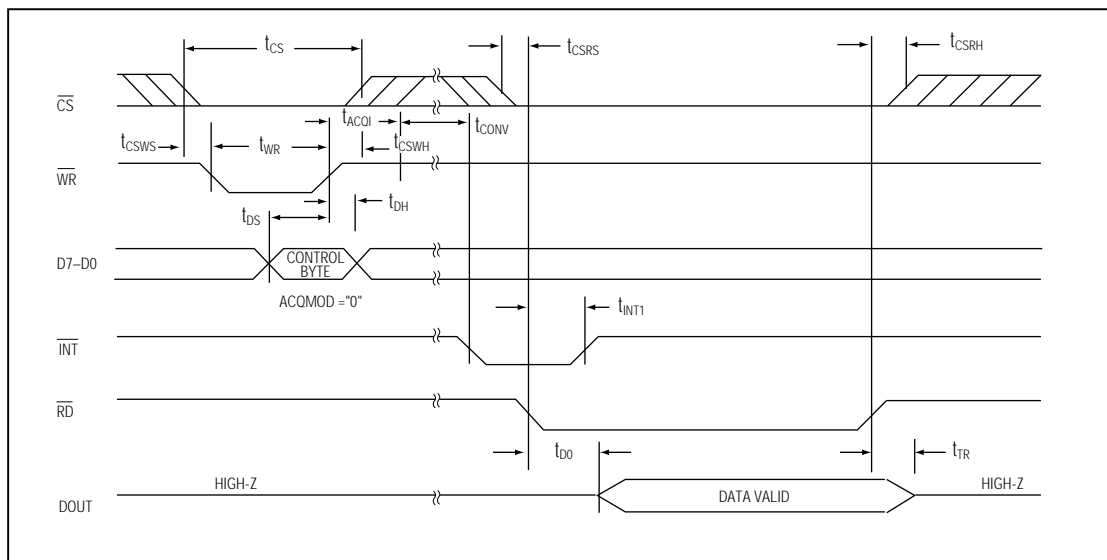 tCS
tCSRS
tCSRH
CS
tACQI
tCONV
tCSWS
tWR
tCSWH
WR
tDS
tDH
D7–D0
CONTROL
BYTE
ACQMOD ="0"
tINT1
INT
RD
tD0
tTR
HIGH-Z
DATA VALID
HIGH-Z
DOUT